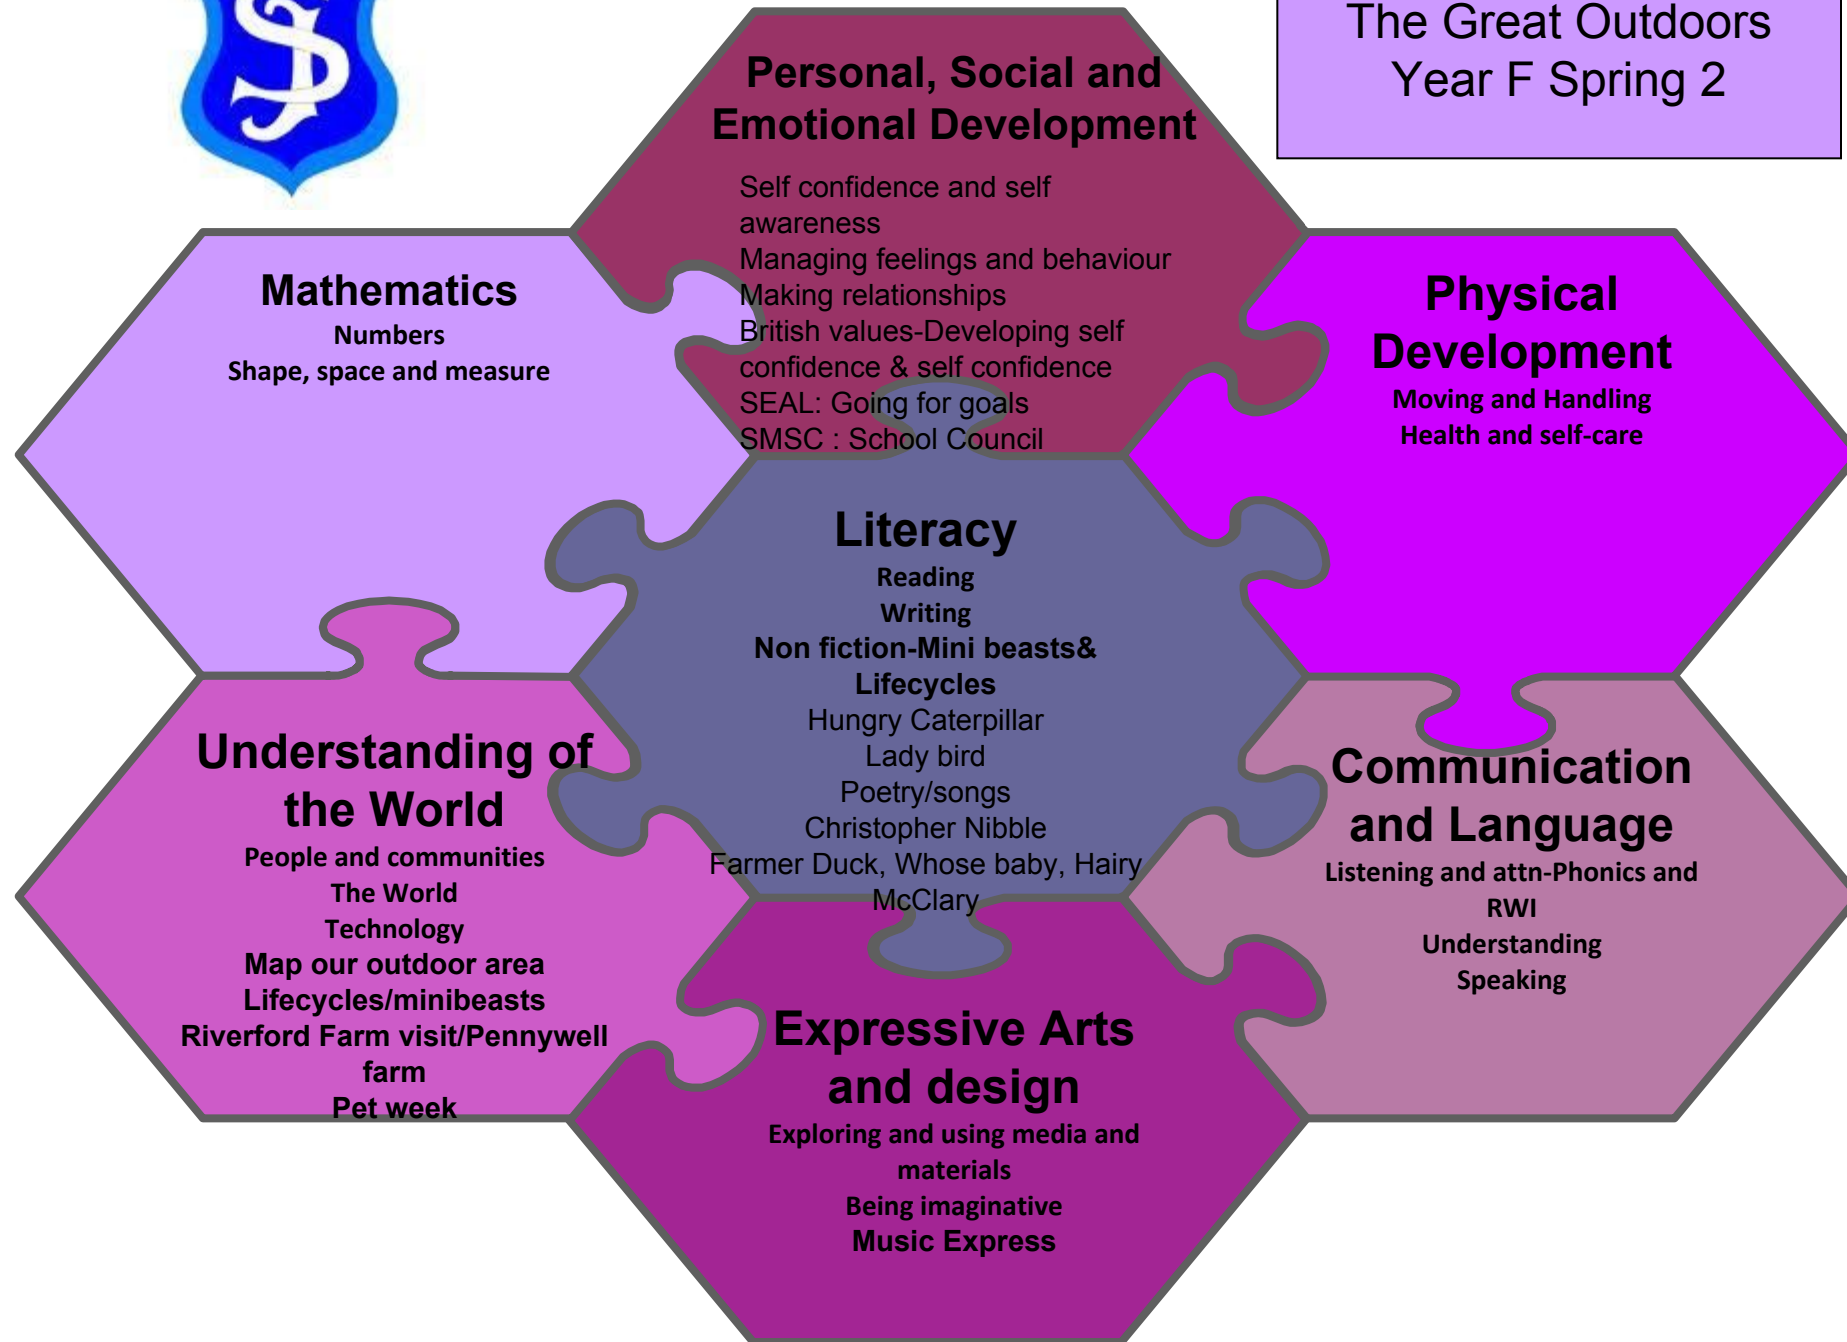 The Great Outdoors
Year F Spring 2
Personal, Social and
Emotional Development
Self confidence and self
awareness
Managing feelings and behaviour
Making relationships
British values-Developing self
confidence & self confidence
SEAL: Going for goals
SMSC : School Council
Mathematics
Numbers
Shape, space and measure
Physical
Development
Moving and Handling
Health and self-care
Literacy
Reading
Writing
Non fiction-Mini beasts&
Lifecycles
Hungry Caterpillar
Lady bird
Poetry/songs
Christopher Nibble
Farmer Duck, Whose baby, Hairy
McClary
Understanding of
the World
People and communities
The World
Technology
Map our outdoor area
Lifecycles/minibeasts
Riverford Farm visit/Pennywell
farm
Pet week
Communication
and Language
Listening and attn-Phonics and
RWI
Understanding
Speaking
Expressive Arts
and design
Exploring and using media and
materials
Being imaginative
Music Express